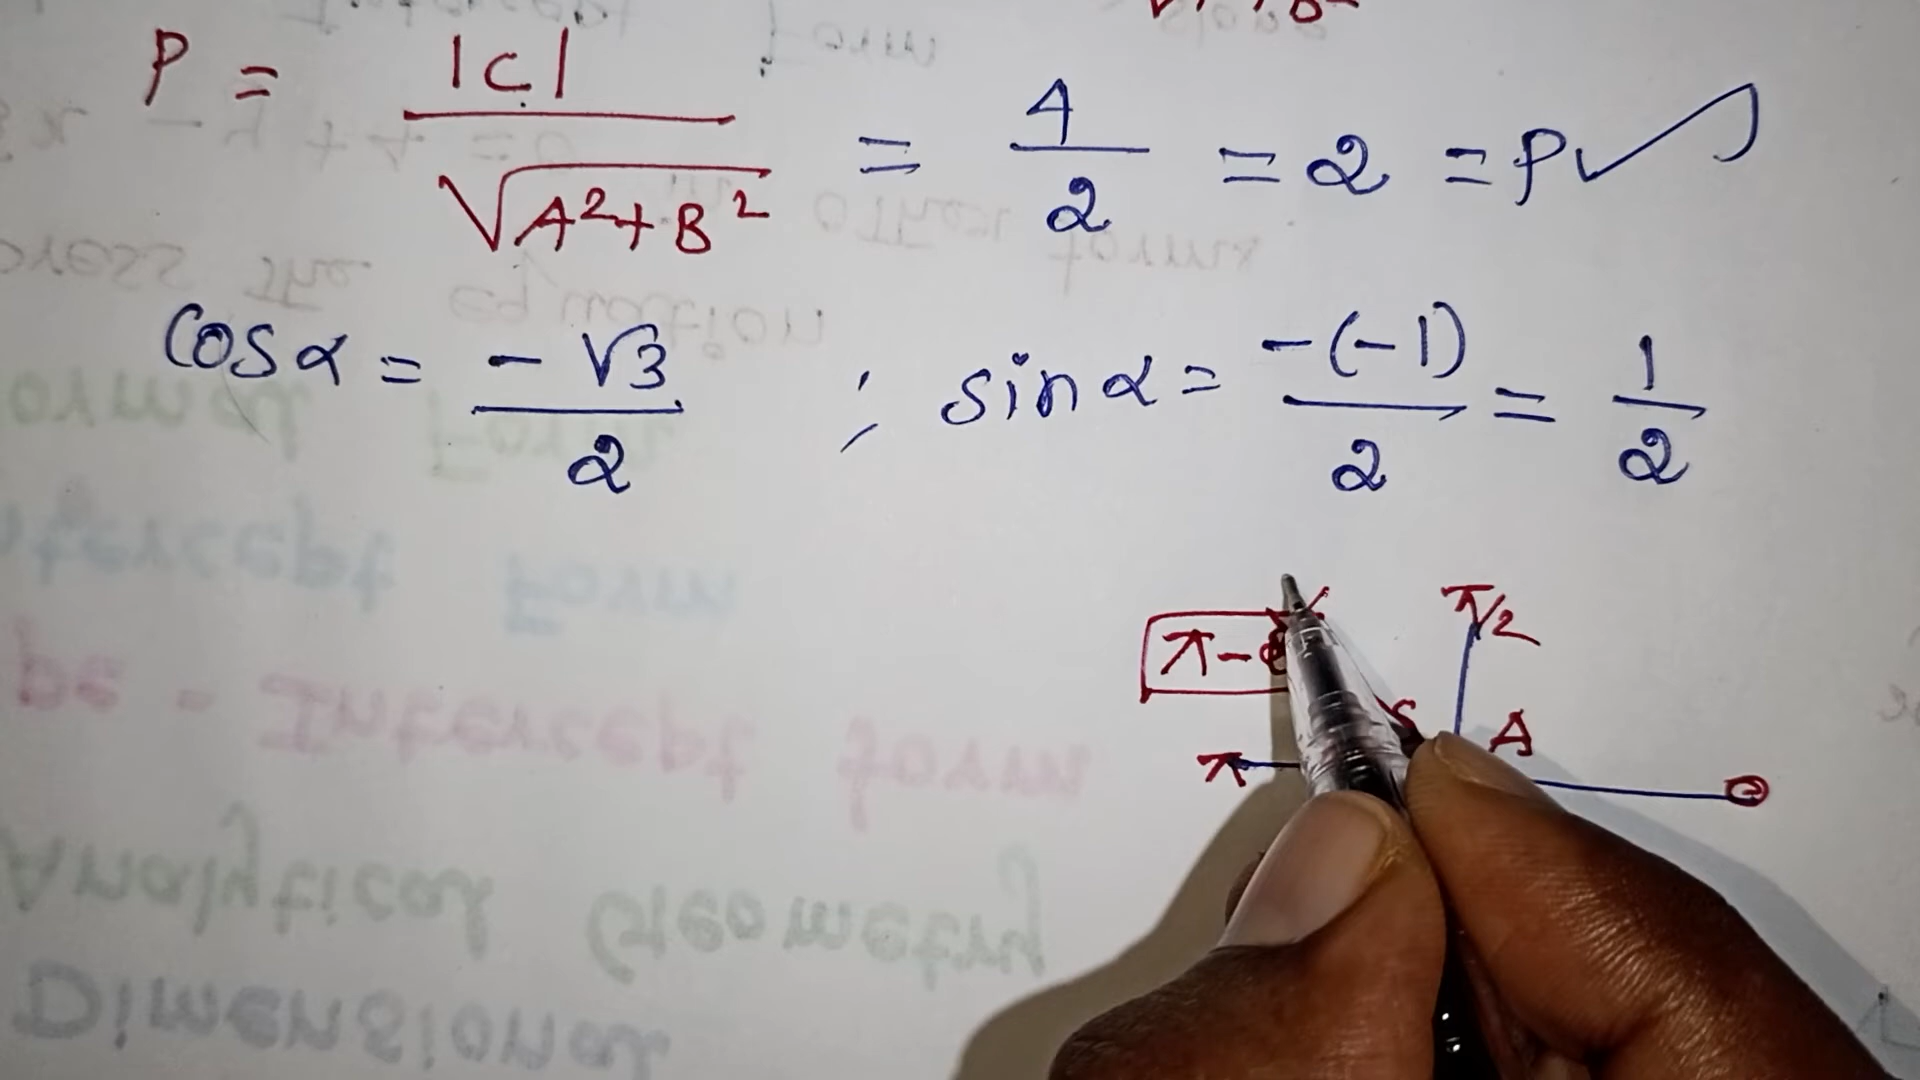 P = |C| / √A²+B² = 4/2 = 2 = P ✓
cos α = -√3/2 ; sin α = -(-1)/2 = 1/2
π/2
π-θ
S A
π